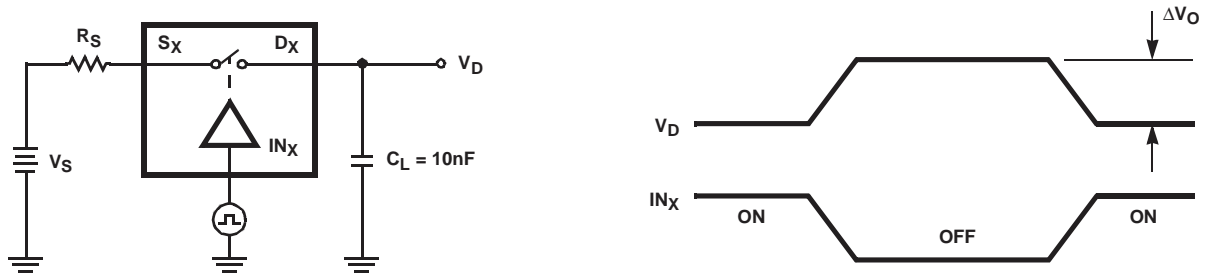 R_S
S_X
D_X
V_D
IN_X
V_S
C_L = 10nF
ΔV_O
V_D
IN_X
ON
OFF
ON